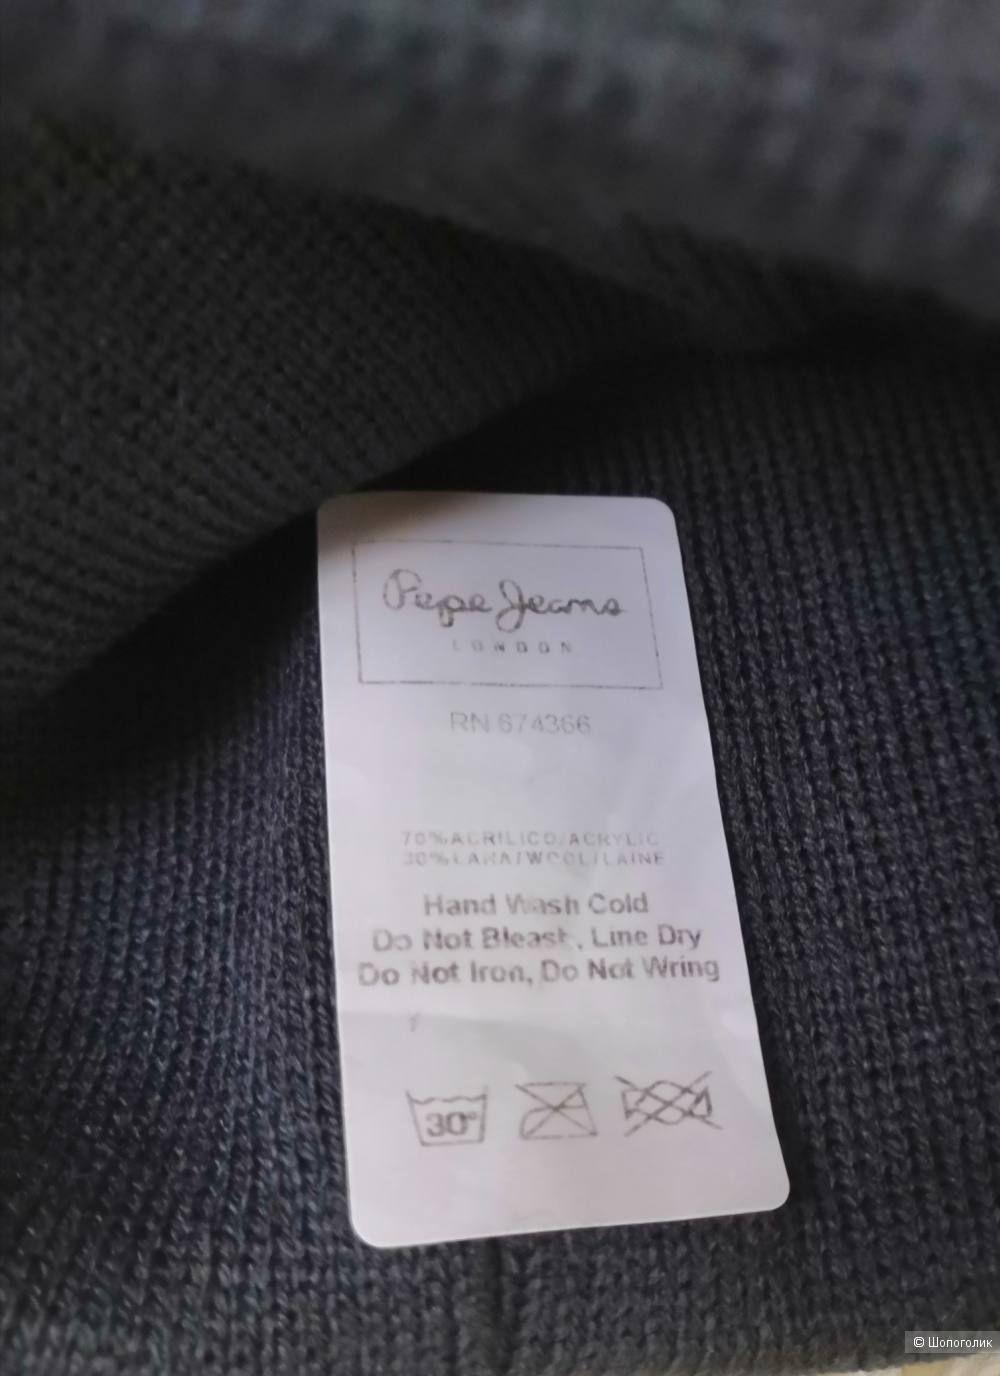 Pepe Jeans
LONDON
RN 674366
70%ACRILICO/ACRYLIC
30%LANA/WOOL/LAINE
Hand Wash Cold
Do Not Bleash, Line Dry
Do Not Iron, Do Not Wring
30°
© Шопоголик